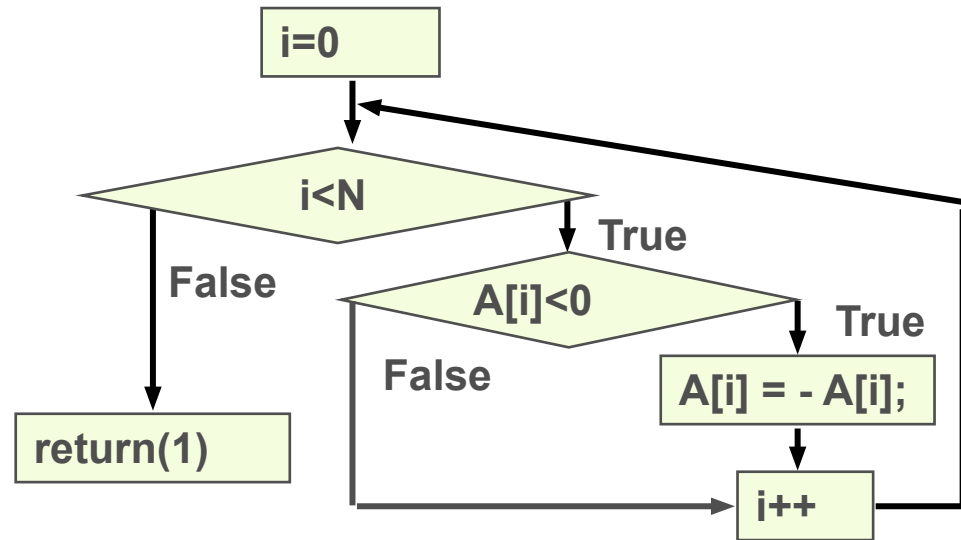 i=0
i<N
True
False
A[i]<0
True
False
A[i] = - A[i];
return(1)
i++